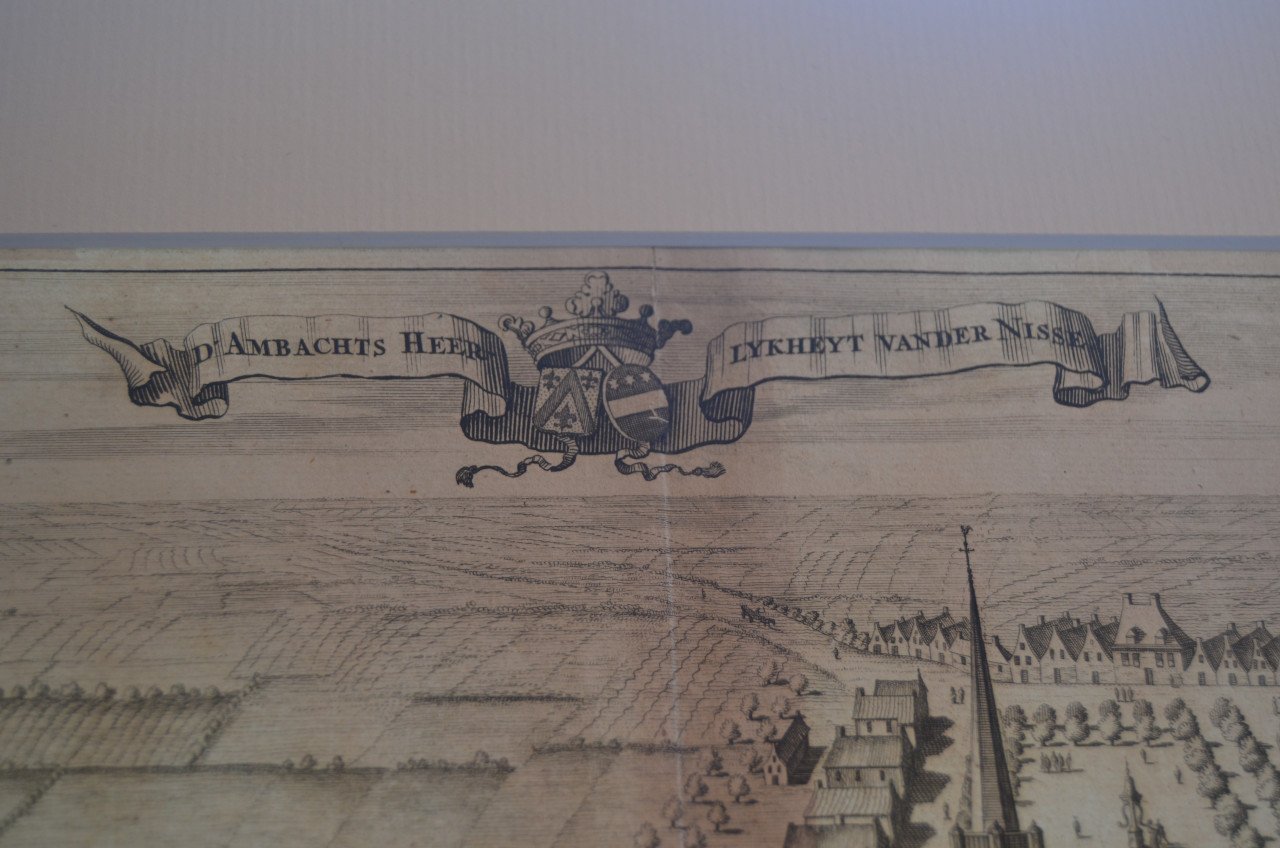 D'AMBACHTS HEER-
LYKHEYT VANDER NISSE